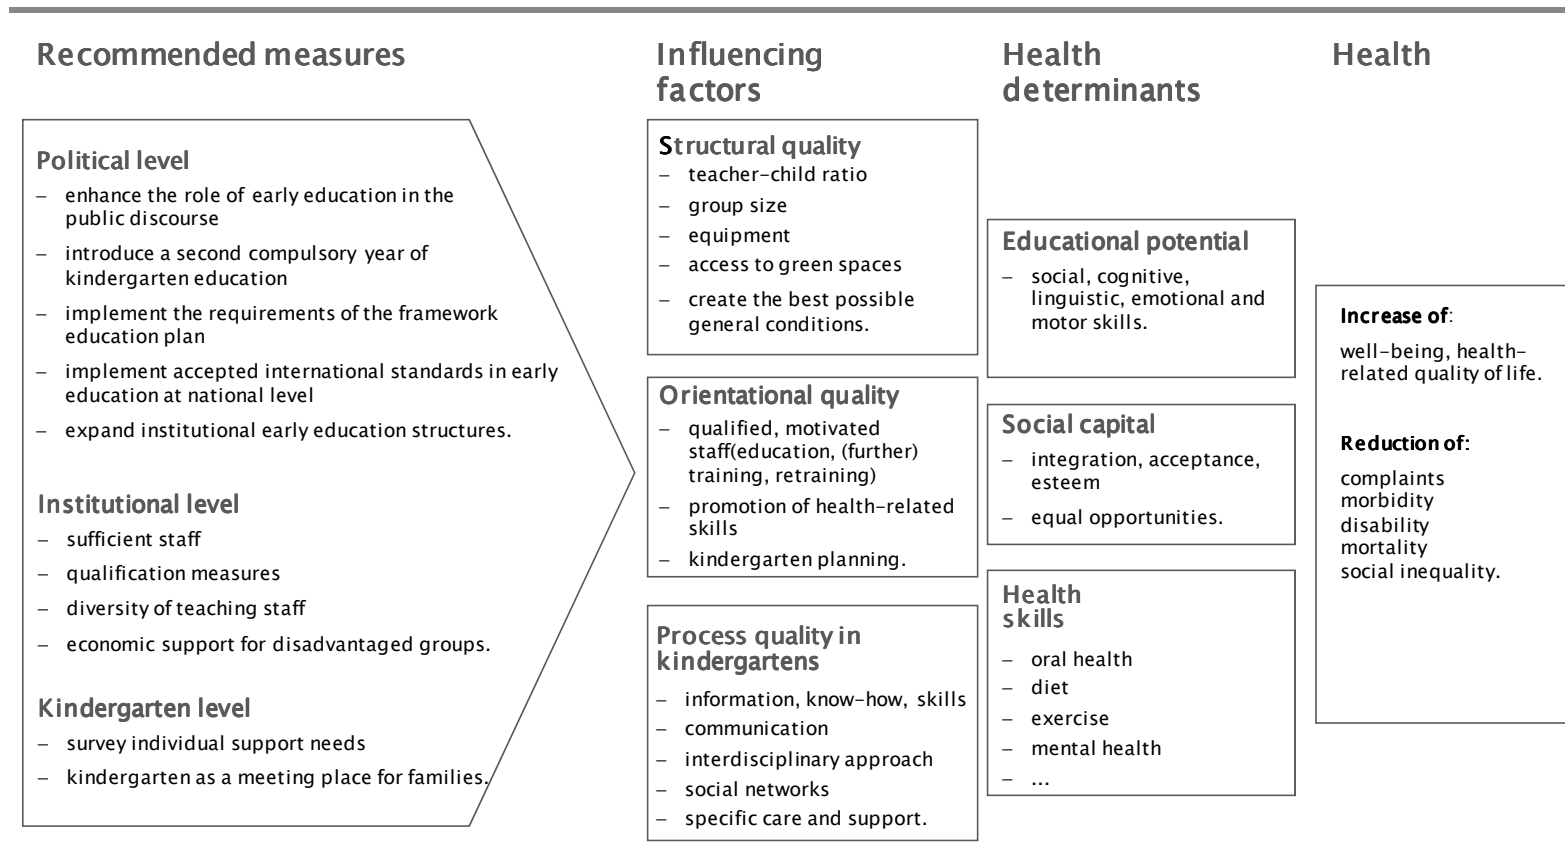 Recommended measures
Influencing
factors
Health
determinants
Health
Political level
– enhance the role of early education in the
public discourse
– introduce a second compulsory year of
kindergarten education
– implement the requirements of the framework
education plan
– implement accepted international standards in early
education at national level
– expand institutional early education structures.
Institutional level
– sufficient staff
– qualification measures
– diversity of teaching staff
– economic support for disadvantaged groups.
Kindergarten level
– survey individual support needs
– kindergarten as a meeting place for families.
Structural quality
– teacher–child ratio
– group size
– equipment
– access to green spaces
– create the best possible
general conditions.
Orientational quality
– qualified, motivated
staff(education, (further)
training, retraining)
– promotion of health–related
skills
– kindergarten planning.
Process quality in
kindergartens
– information, know–how, skills
– communication
– interdisciplinary approach
– social networks
– specific care and support.
Educational potential
– social, cognitive,
linguistic, emotional and
motor skills.
Social capital
– integration, acceptance,
esteem
– equal opportunities.
Health
skills
– oral health
– diet
– exercise
– mental health
– ...
Increase of:
well–being, health–
related quality of life.
Reduction of:
complaints
morbidity
disability
mortality
social inequality.